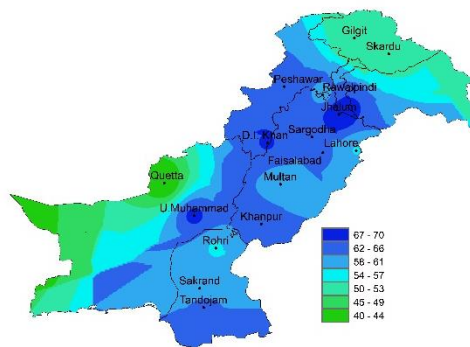 Gilgit
Skardu
Peshawar
Rawalpindi
Jhelum
D.I. Khan
Sargodha
Lahore
Faisalabad
Quetta
Multan
U.Muhammad
Khanpur
Rohri
Sakrand
Tandojam
67 - 70
62 - 66
58 - 61
54 - 57
50 - 53
45 - 49
40 - 44